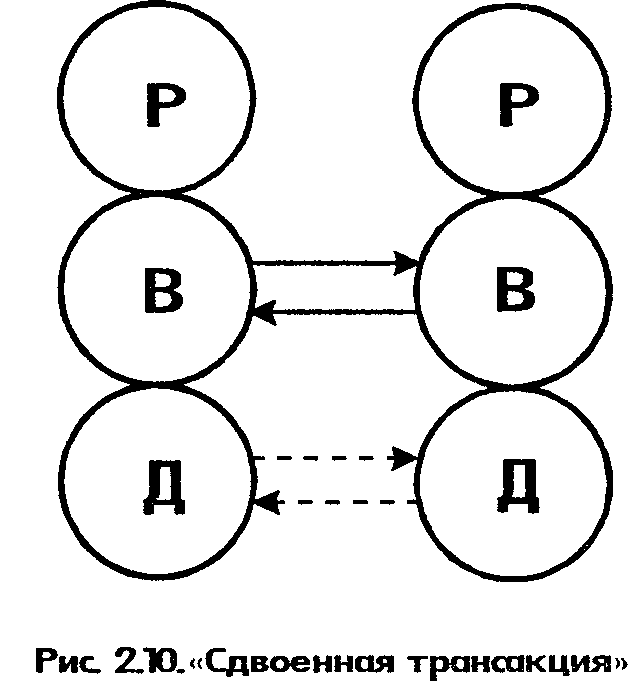 Р Р
В В
Д Д
Рис. 2.10. «Сдвоенная трансакция»